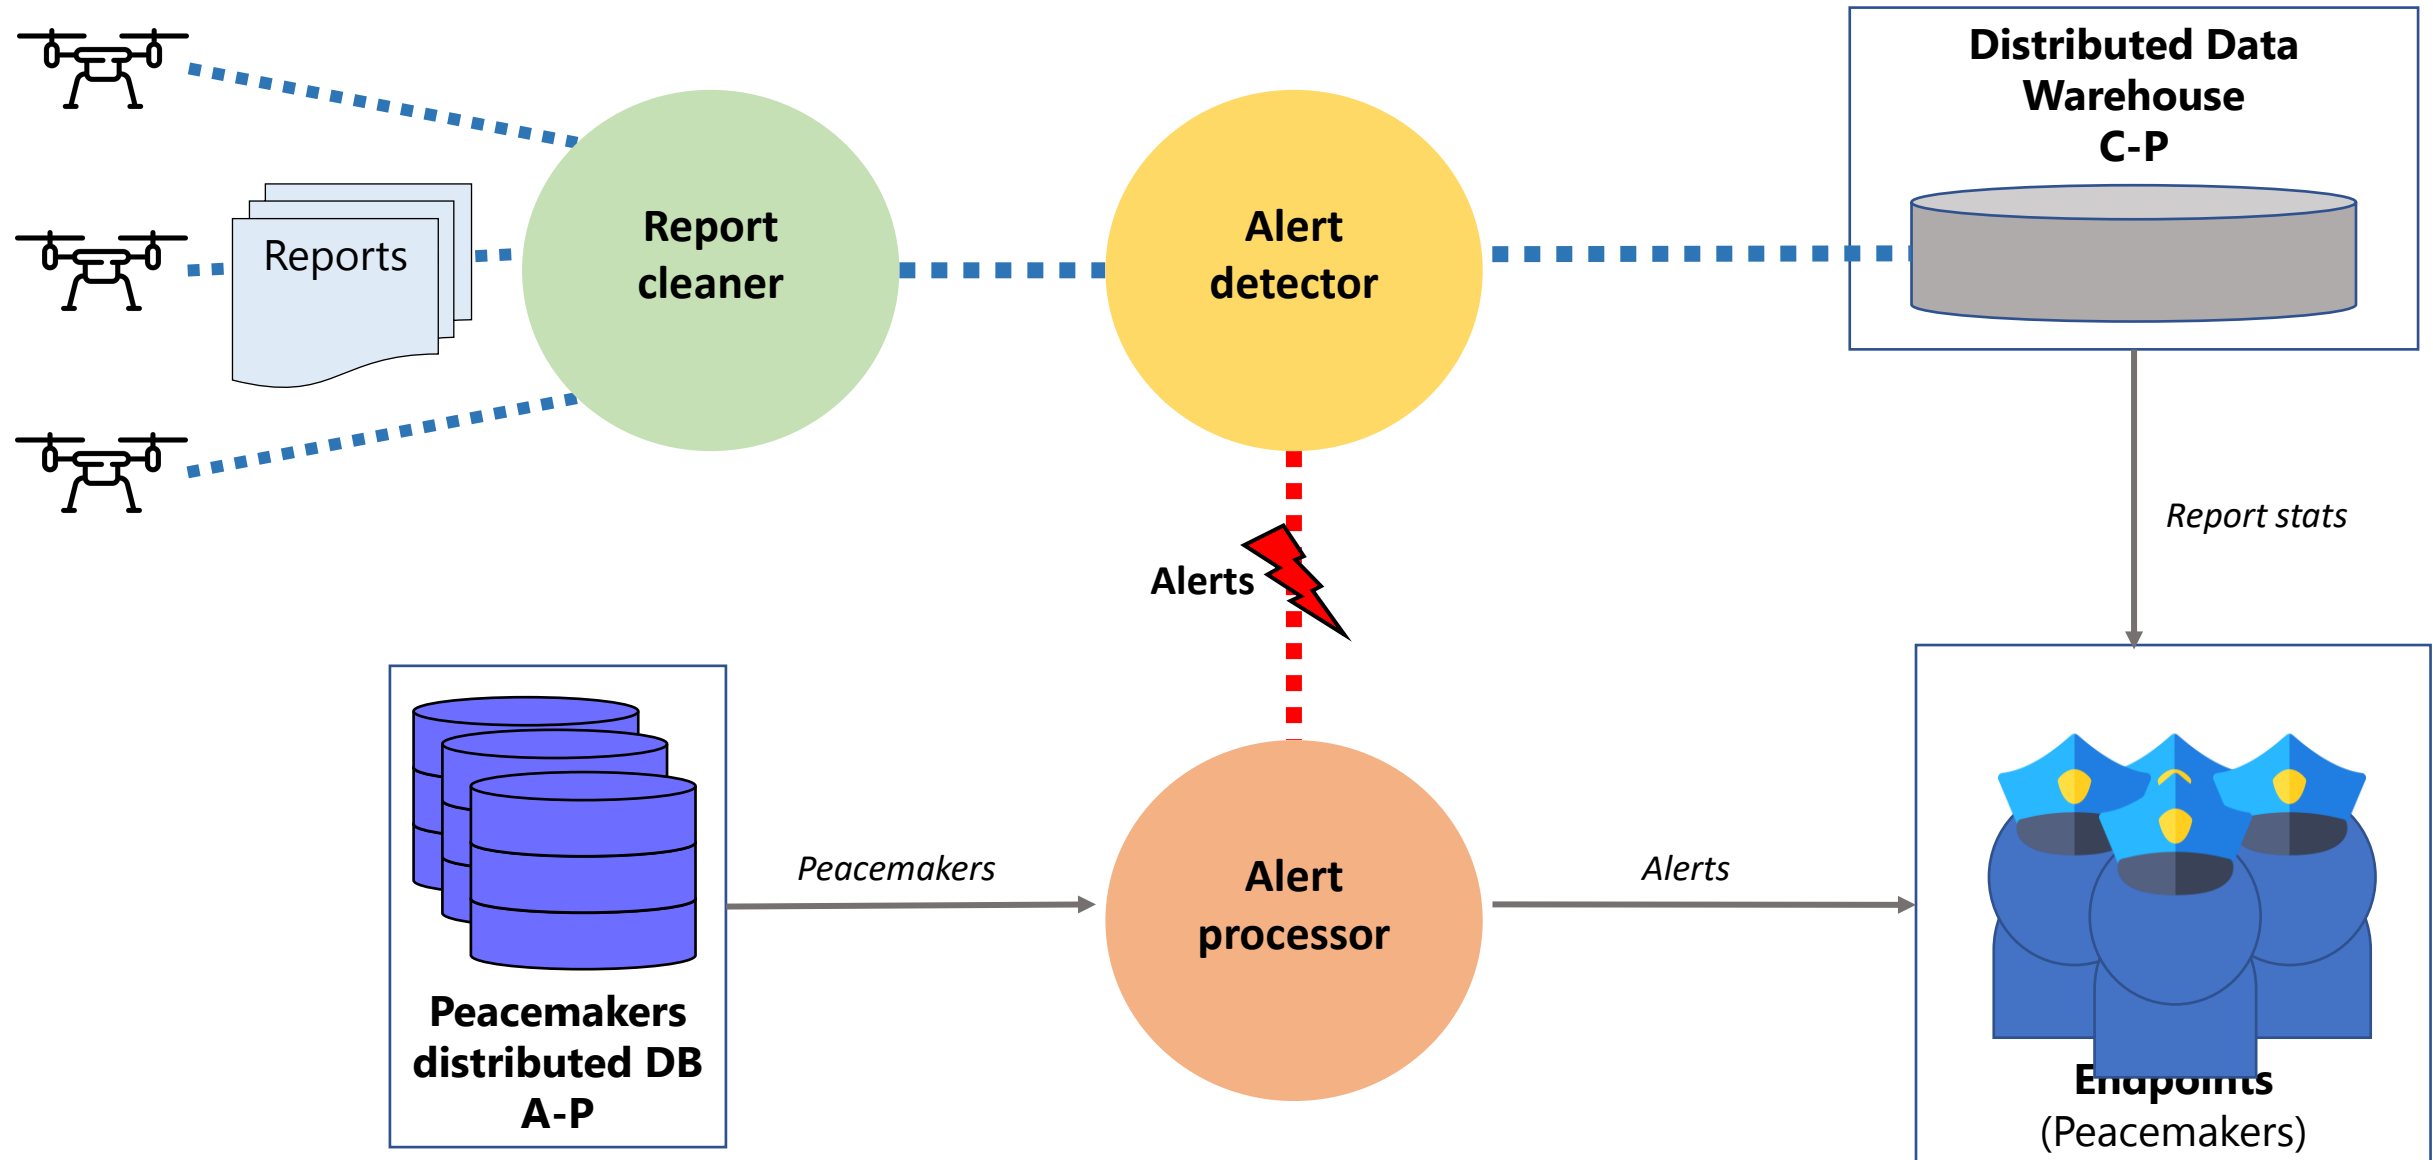 Distributed Data
Warehouse
C-P
Report
cleaner
Alert
detector
Reports
Report stats
Alerts
Peacemakers
Alert
processor
Alerts
Peacemakers
distributed DB
A-P
Endpoints
(Peacemakers)